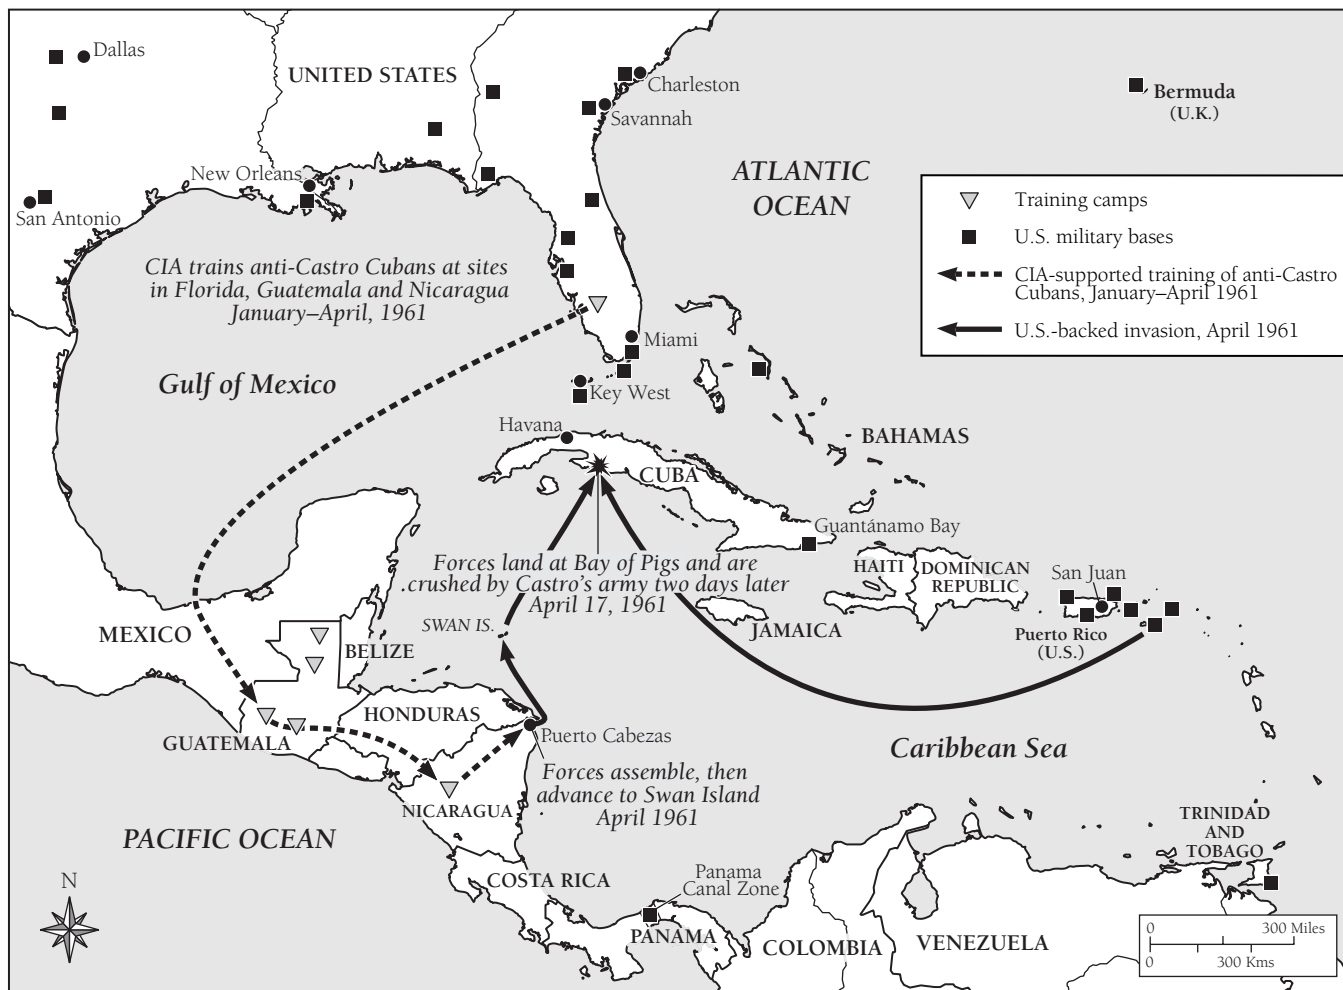 Dallas
UNITED STATES
Charleston
Savannah
Bermuda
(U.K.)
New Orleans
San Antonio
ATLANTIC
OCEAN
Training camps
U.S. military bases
CIA-supported training of anti-Castro
Cubans, January–April 1961
U.S.-backed invasion, April 1961
CIA trains anti-Castro Cubans at sites
in Florida, Guatemala and Nicaragua
January–April, 1961
Miami
Gulf of Mexico
Key West
Havana
BAHAMAS
CUBA
Guantánamo Bay
Forces land at Bay of Pigs and are
crushed by Castro's army two days later
April 17, 1961
HAITI
DOMINICAN
REPUBLIC
San Juan
SWAN IS.
MEXICO
JAMAICA
Puerto Rico
(U.S.)
BELIZE
HONDURAS
GUATEMALA
Puerto Cabezas
Caribbean Sea
Forces assemble, then
advance to Swan Island
April 1961
NICARAGUA
PACIFIC OCEAN
TRINIDAD
AND
TOBAGO
N
COSTA RICA
Panama
Canal Zone
PANAMA
COLOMBIA
VENEZUELA
0 300 Miles
0 300 Kms